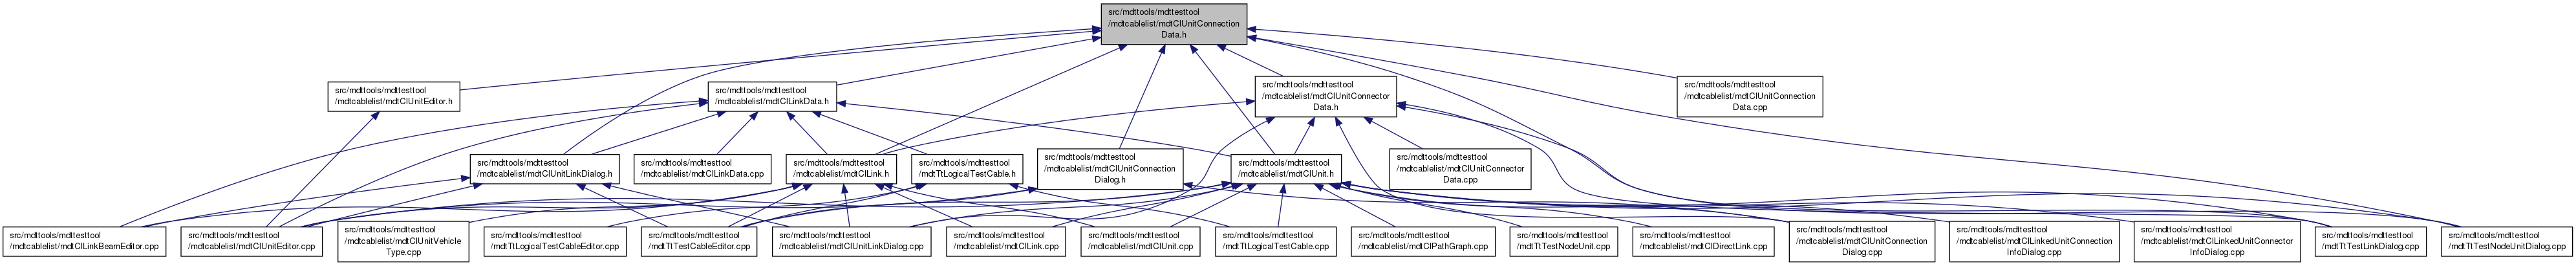 src/mdttools/mdttesttool
/mdtcablelist/mdtClUnitConnection
Data.h
src/mdttools/mdttesttool
/mdtcablelist/mdtClUnitEditor.h
src/mdttools/mdttesttool
/mdtcablelist/mdtClLinkData.h
src/mdttools/mdttesttool
/mdtcablelist/mdtClUnitConnector
Data.h
src/mdttools/mdttesttool
/mdtcablelist/mdtClUnitConnection
Data.cpp
src/mdttools/mdttesttool
/mdtcablelist/mdtClUnitLinkDialog.h
src/mdttools/mdttesttool
/mdtcablelist/mdtClLinkData.cpp
src/mdttools/mdttesttool
/mdtcablelist/mdtClLink.h
src/mdttools/mdttesttool
/mdtTtLogicalTestCable.h
src/mdttools/mdttesttool
/mdtcablelist/mdtClUnitConnection
Dialog.h
src/mdttools/mdttesttool
/mdtcablelist/mdtClUnit.h
src/mdttools/mdttesttool
/mdtcablelist/mdtClUnitConnector
Data.cpp
src/mdttools/mdttesttool
/mdtcablelist/mdtClLinkBeamEditor.cpp
src/mdttools/mdttesttool
/mdtcablelist/mdtClUnitEditor.cpp
src/mdttools/mdttesttool
/mdtcablelist/mdtClUnitVehicle
Type.cpp
src/mdttools/mdttesttool
/mdtTtLogicalTestCableEditor.cpp
src/mdttools/mdttesttool
/mdtTtTestCableEditor.cpp
src/mdttools/mdttesttool
/mdtcablelist/mdtClUnitLinkDialog.cpp
src/mdttools/mdttesttool
/mdtcablelist/mdtClLink.cpp
src/mdttools/mdttesttool
/mdtcablelist/mdtClUnit.cpp
src/mdttools/mdttesttool
/mdtTtLogicalTestCable.cpp
src/mdttools/mdttesttool
/mdtcablelist/mdtClPathGraph.cpp
src/mdttools/mdttesttool
/mdtTtTestNodeUnit.cpp
src/mdttools/mdttesttool
/mdtcablelist/mdtClDirectLink.cpp
src/mdttools/mdttesttool
/mdtcablelist/mdtClUnitConnection
Dialog.cpp
src/mdttools/mdttesttool
/mdtcablelist/mdtClLinkedUnitConnection
InfoDialog.cpp
src/mdttools/mdttesttool
/mdtcablelist/mdtClLinkedUnitConnector
InfoDialog.cpp
src/mdttools/mdttesttool
/mdtTtTestLinkDialog.cpp
src/mdttools/mdttesttool
/mdtTtTestNodeUnitDialog.cpp